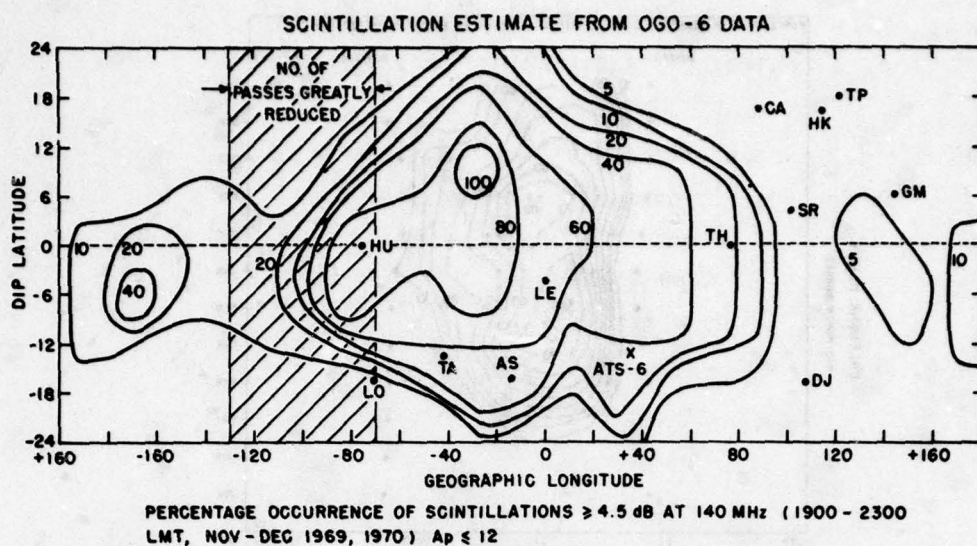 SCINTILLATION ESTIMATE FROM OGO-6 DATA
24
18
12
6
0
-6
-12
-18
-24
DIP LATITUDE
NO. OF
PASSES GREATLY
REDUCED
5
10
20
40
CA
TP
HK
100
GM
SR
10
20
HU
80
60
TH
5
10
20
40
LE
TA
AS
X
ATS-6
LO
DJ
+160
-160
-120
-80
-40
0
+40
80
120
+160
GEOGRAPHIC LONGITUDE
PERCENTAGE OCCURRENCE OF SCINTILLATIONS ≥ 4.5 dB AT 140 MHz (1900 - 2300
LMT, NOV - DEC 1969, 1970) Ap ≤ 12